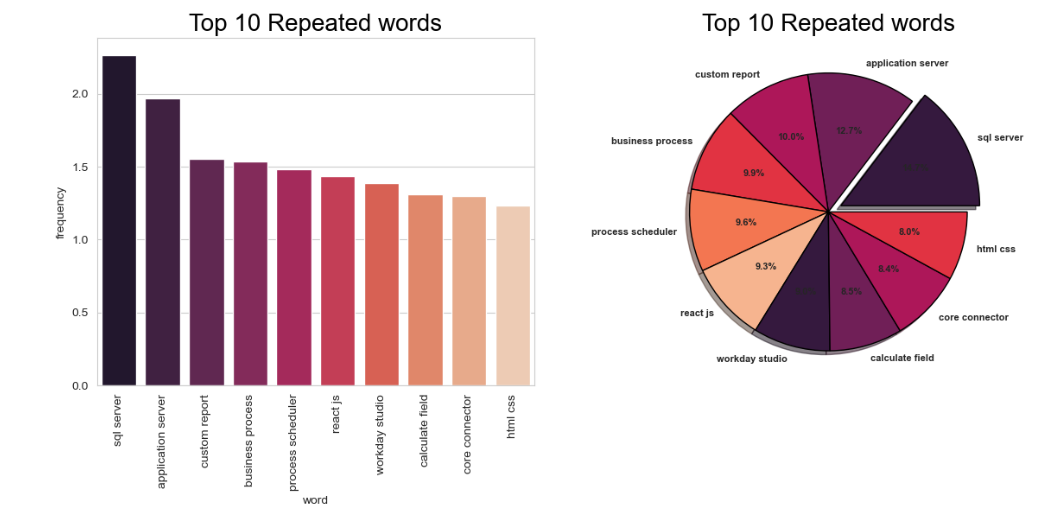 Top 10 Repeated words
frequency
2.0
1.5
1.0
0.5
0.0
sql server
application server
custom report
business process
process scheduler
react js
workday studio
calculate field
core connector
html css
word
Top 10 Repeated words
application server
custom report
sql server
business process
process scheduler
html css
react js
core connector
workday studio
calculate field
12.7%
9.9%
9.6%
9.3%
8.0%
8.4%
8.5%